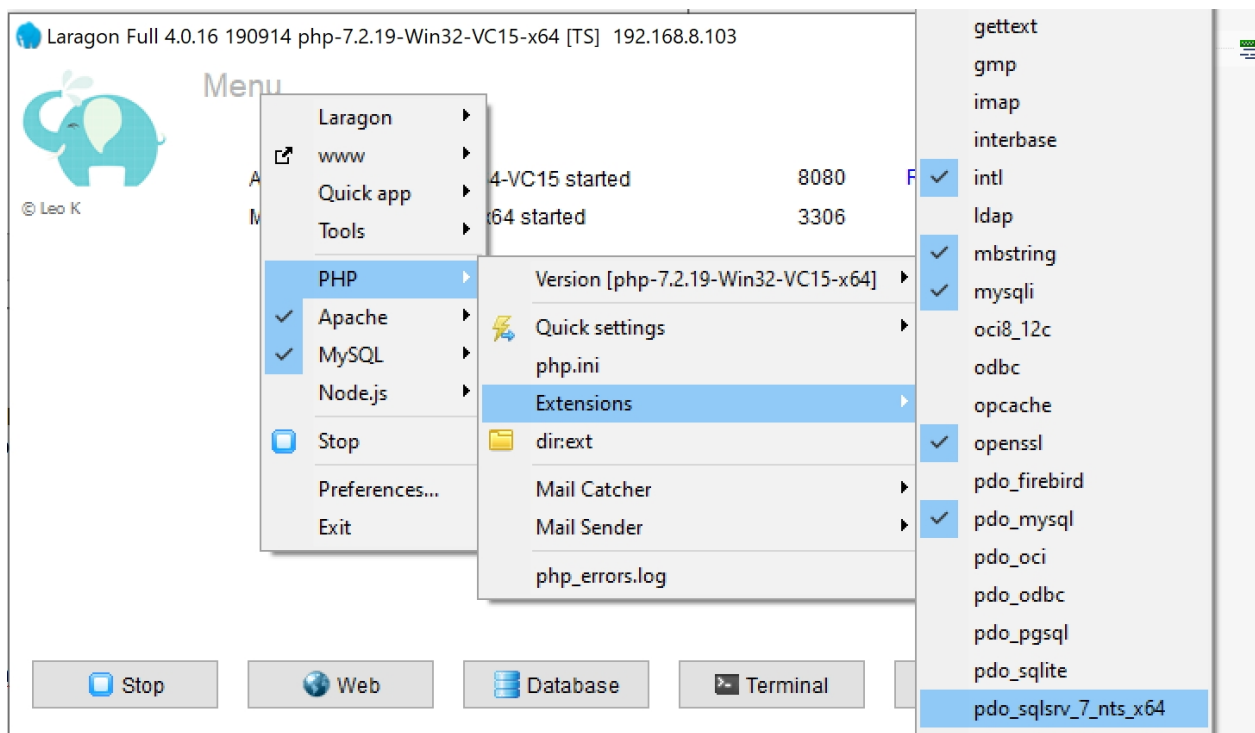 Laragon Full 4.0.16 190914 php-7.2.19-Win32-VC15-x64 [TS] 192.168.8.103
Menu
© Leo K
A
4-VC15 started
8080
M
x64 started
3306
Laragon
www
Quick app
Tools
PHP
Apache
MySQL
Node.js
Stop
Preferences...
Exit
Version [php-7.2.19-Win32-VC15-x64]
Quick settings
php.ini
Extensions
dir:ext
Mail Catcher
Mail Sender
php_errors.log
gettext
gmp
imap
interbase
intl
ldap
mbstring
mysqli
oci8_12c
odbc
opcache
openssl
pdo_firebird
pdo_mysql
pdo_oci
pdo_odbc
pdo_pgsql
pdo_sqlite
pdo_sqlsrv_7_nts_x64
Stop
Web
Database
Terminal